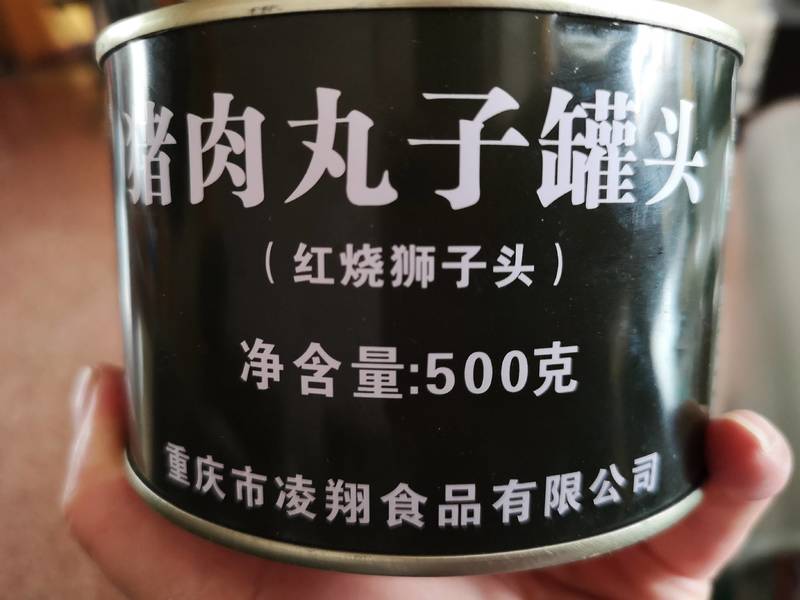 猪肉丸子罐头
（红烧狮子头）
净含量:500克
重庆市凌翔食品有限公司